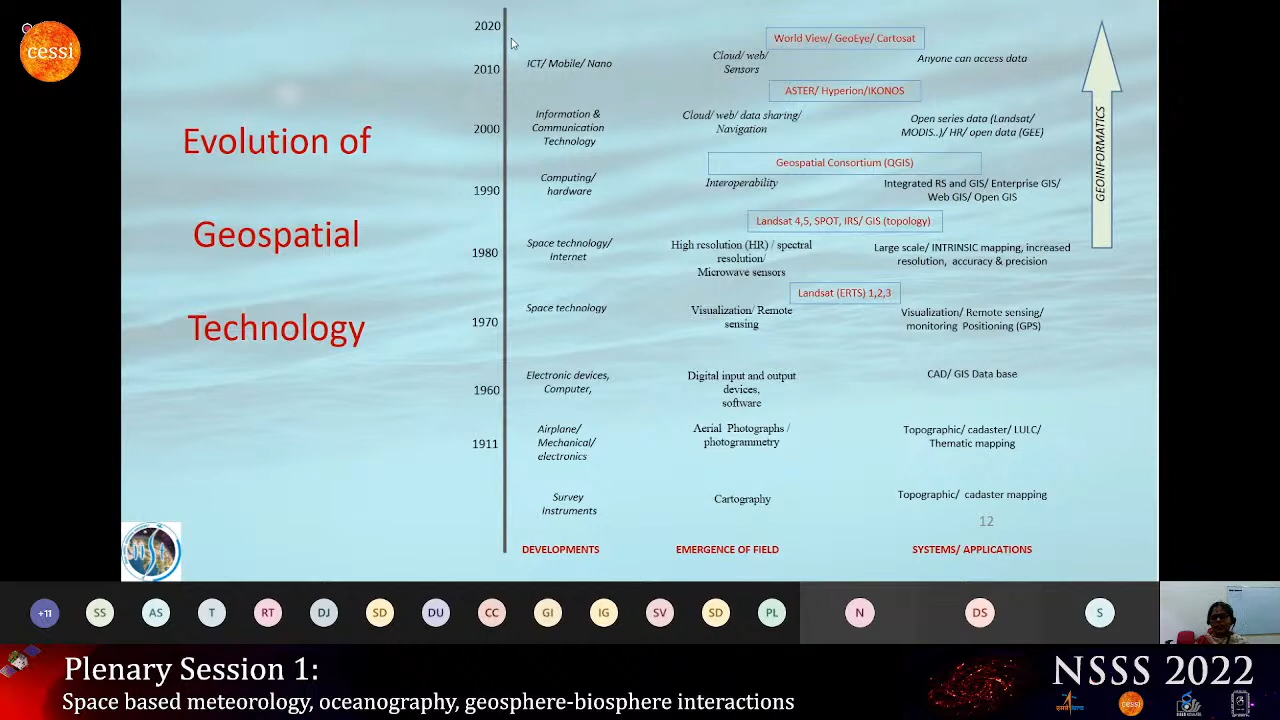 cessi
Evolution of
Geospatial
Technology
2020
World View/ GeoEye/ Cartosat
ICT/ Mobile/ Nano
Cloud/ web/
Sensors
Anyone can access data
2010
ASTER/ Hyperion/IKONOS
Information &
Communication
Technology
Cloud/ web/ data sharing/
Navigation
Open series data (Landsat/
MODIS..)/ HR/ open data (GEE)
2000
Geospatial Consortium (QGIS)
Computing/
hardware
Interoperability
Integrated RS and GIS/ Enterprise GIS/
Web GIS/ Open GIS
1990
Landsat 4,5, SPOT, IRS/ GIS (topology)
Space technology/
Internet
High resolution (HR) / spectral
resolution/
Microwave sensors
Large scale/ INTRINSIC mapping, increased
resolution, accuracy & precision
1980
Landsat (ERTS) 1,2,3
Space technology
Visualization/ Remote
sensing
Visualization/ Remote sensing/
monitoring Positioning (GPS)
1970
Electronic devices,
Computer,
Digital input and output
devices,
software
CAD/ GIS Data base
1960
Airplane/
Mechanical/
electronics
Aerial Photographs /
photogrammetry
Topographic/ cadaster/ LULC/
Thematic mapping
1911
Survey
Instruments
Cartography
Topographic/ cadaster mapping
12
DEVELOPMENTS
EMERGENCE OF FIELD
SYSTEMS/ APPLICATIONS
GEOINFORMATICS
+11 SS AS T RT DJ SD DU CC GI IG SV SD PL N DS S
Plenary Session 1:
Space based meteorology, oceanography, geosphere-biosphere interactions
NSSS 2022
cessi